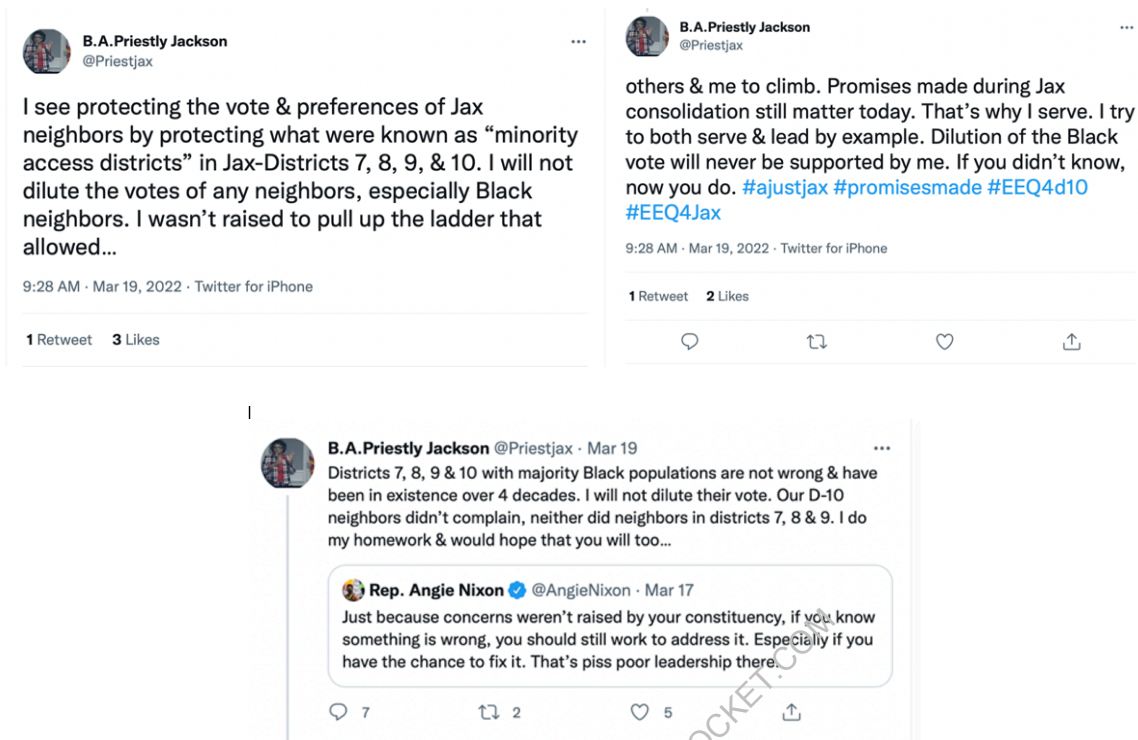 B.A.Priestly Jackson
@Priestjax
I see protecting the vote & preferences of Jax
neighbors by protecting what were known as “minority
access districts” in Jax-Districts 7, 8, 9, & 10. I will not
dilute the votes of any neighbors, especially Black
neighbors. I wasn’t raised to pull up the ladder that
allowed...
9:28 AM · Mar 19, 2022 · Twitter for iPhone
1 Retweet 3 Likes
B.A.Priestly Jackson
@Priestjax
others & me to climb. Promises made during Jax
consolidation still matter today. That’s why I serve. I try
to both serve & lead by example. Dilution of the Black
vote will never be supported by me. If you didn’t know,
now you do. #ajustjax #promisesmade #EEQ4d10
#EEQ4Jax
9:28 AM · Mar 19, 2022 · Twitter for iPhone
1 Retweet 2 Likes
B.A.Priestly Jackson @Priestjax · Mar 19
Districts 7, 8, 9 & 10 with majority Black populations are not wrong & have
been in existence over 4 decades. I will not dilute their vote. Our D-10
neighbors didn’t complain, neither did neighbors in districts 7, 8 & 9. I do
my homework & would hope that you will too...
Rep. Angie Nixon @AngieNixon · Mar 17
Just because concerns weren’t raised by your constituency, if you know
something is wrong, you should still work to address it. Especially if you
have the chance to fix it. That’s piss poor leadership there.
7 2 5
OCKET.COM